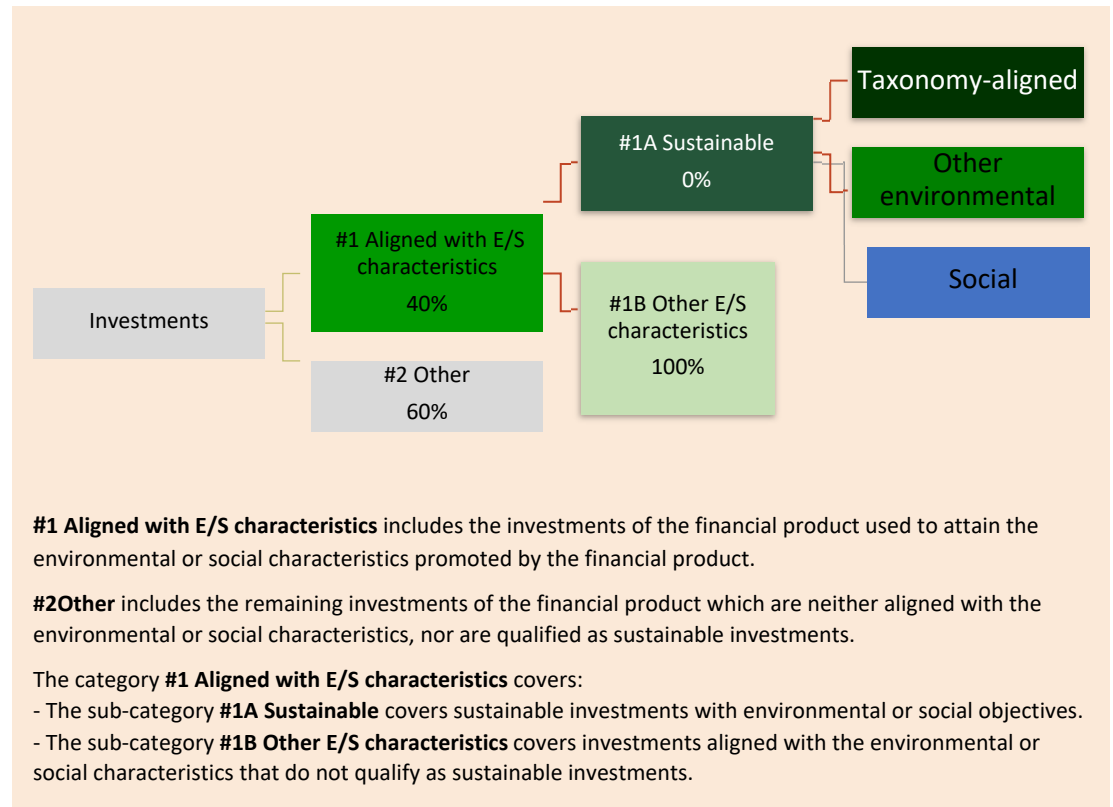 Taxonomy-aligned
#1A Sustainable
0%
Other
environmental
#1 Aligned with E/S
characteristics
40%
Social
#1B Other E/S
characteristics
100%
Investments
#2 Other
60%
#1 Aligned with E/S characteristics includes the investments of the financial product used to attain the
environmental or social characteristics promoted by the financial product.
#2Other includes the remaining investments of the financial product which are neither aligned with the
environmental or social characteristics, nor are qualified as sustainable investments.
The category #1 Aligned with E/S characteristics covers:
- The sub-category #1A Sustainable covers sustainable investments with environmental or social objectives.
- The sub-category #1B Other E/S characteristics covers investments aligned with the environmental or
social characteristics that do not qualify as sustainable investments.